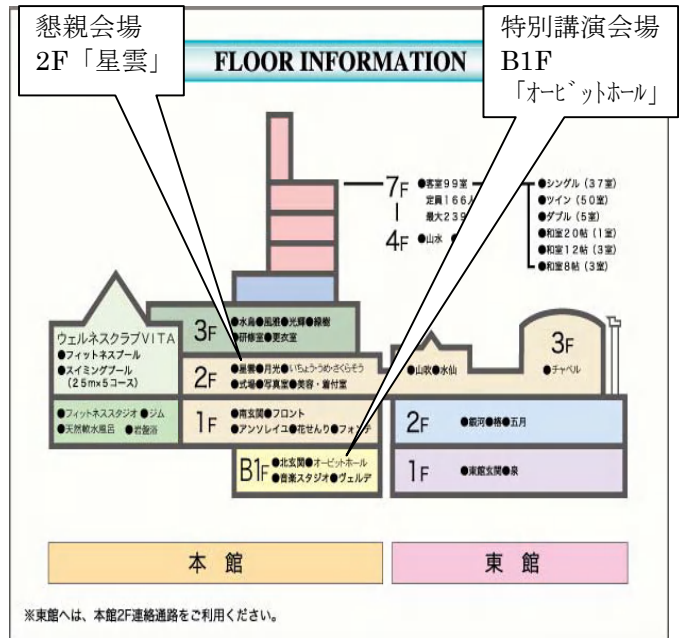 懇親会場
2F「星雲」
FLOOR INFORMATION
特別講演会場
B1F
「オービットホール」
7F
●客室99室
定員166人
最大239
4F
●山水
●シングル(37室)
●ツイン(50室)
●ダブル(5室)
●和室20帖(1室)
●和室12帖(3室)
●和室8帖(3室)
ウェルネスクラブVITA
●フィットネスプール
●スイミングプール
(25m×5コース)
●フィットネススタジオ●ジム
●天然軟水風呂 ●岩盤浴
3F
●水鳥●風雅●光輝●緑樹
●研修室●更衣室
2F
●星雲●月光●いちょう・うめ・さくらそう
●式場●写真室●美容・着付室
1F
●南玄関●フロント
●アンソレイユ●花せんり●フォンテ
B1F
●北玄関●オービットホール
●音楽スタジオ●ヴェルデ
●山吹●水仙
3F
●チャペル
2F
●銀河●椿●五月
1F
●東館玄関●泉
本館
東館
※東館へは、本館2F連絡通路をご利用ください。